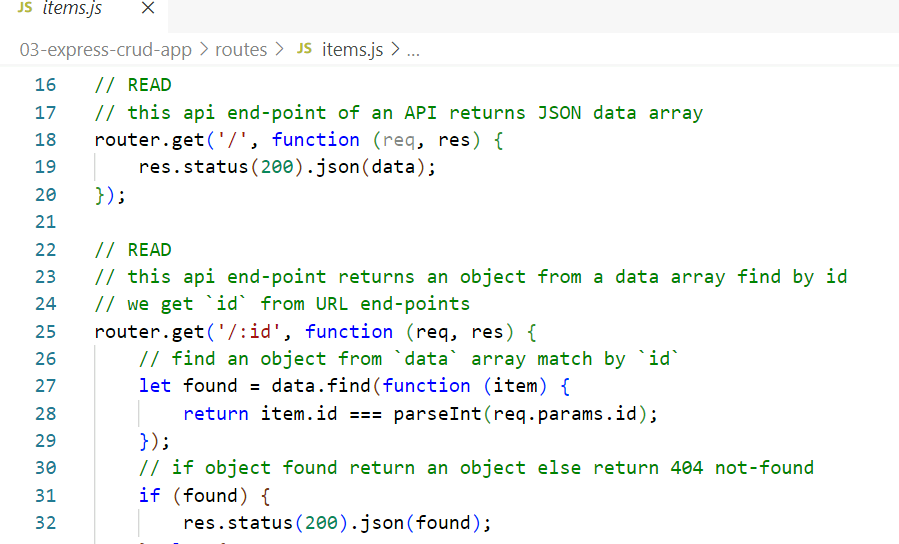 JS items.js ×
03-express-crud-app > routes > JS items.js > ...
16 // READ
17 // this api end-point of an API returns JSON data array
18 router.get('/', function (req, res) {
19     res.status(200).json(data);
20 });
21
22 // READ
23 // this api end-point returns an object from a data array find by id
24 // we get `id` from URL end-points
25 router.get('/:id', function (req, res) {
26     // find an object from `data` array match by `id`
27     let found = data.find(function (item) {
28         return item.id === parseInt(req.params.id);
29     });
30     // if object found return an object else return 404 not-found
31     if (found) {
32         res.status(200).json(found);